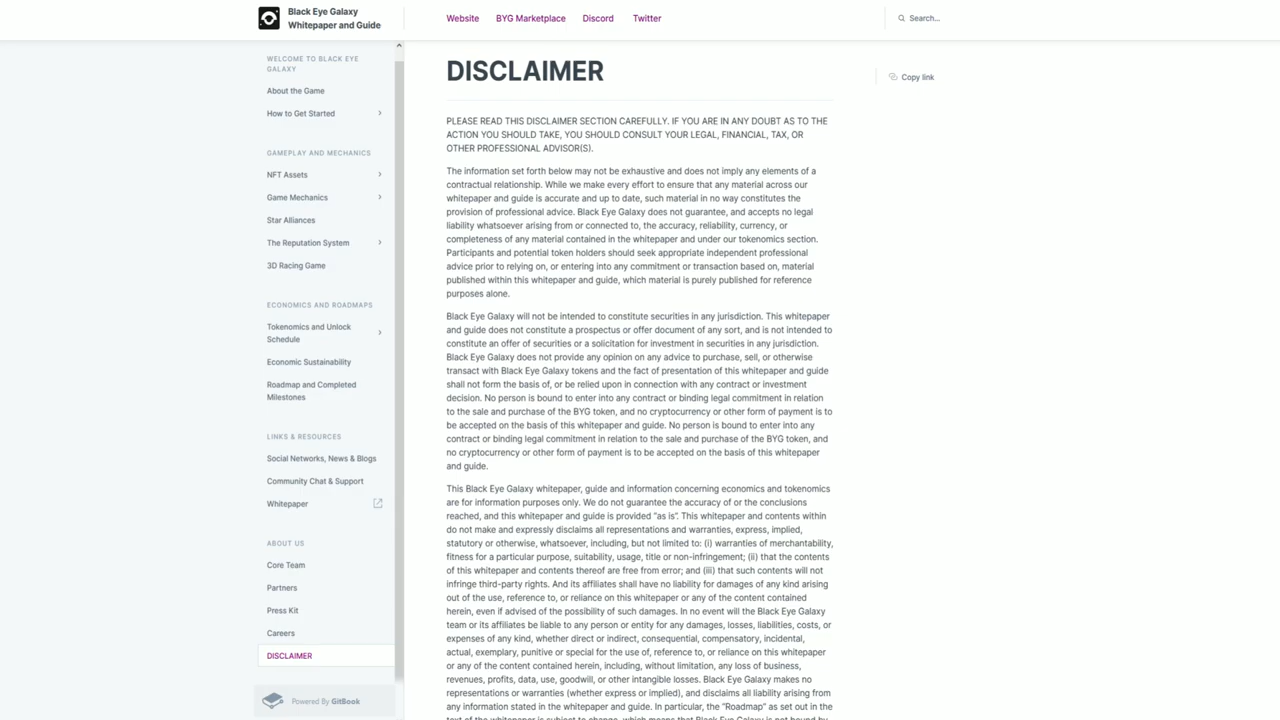 Black Eye Galaxy
Whitepaper and Guide
Website
BYG Marketplace
Discord
Twitter
Search...
WELCOME TO BLACK EYE
GALAXY
About the Game
How to Get Started
GAMEPLAY AND MECHANICS
NFT Assets
Game Mechanics
Star Alliances
The Reputation System
3D Racing Game
ECONOMICS AND ROADMAPS
Tokenomics and Unlock
Schedule
Economic Sustainability
Roadmap and Completed
Milestones
LINKS & RESOURCES
Social Networks, News & Blogs
Community Chat & Support
Whitepaper
ABOUT US
Core Team
Partners
Press Kit
Careers
DISCLAIMER
Powered By GitBook
DISCLAIMER
Copy link
PLEASE READ THIS DISCLAIMER SECTION CAREFULLY. IF YOU ARE IN ANY DOUBT AS TO THE
ACTION YOU SHOULD TAKE, YOU SHOULD CONSULT YOUR LEGAL, FINANCIAL, TAX, OR
OTHER PROFESSIONAL ADVISOR(S).
The information set forth below may not be exhaustive and does not imply any elements of a
contractual relationship. While we make every effort to ensure that any material across our
whitepaper and guide is accurate and up to date, such material in no way constitutes the
provision of professional advice. Black Eye Galaxy does not guarantee, and accepts no legal
liability whatsoever arising from or connected to, the accuracy, reliability, currency, or
completeness of any material contained in the whitepaper and under our tokenomics section.
Participants and potential token holders should seek appropriate independent professional
advice prior to relying on, or entering into any commitment or transaction based on, material
published within this whitepaper and guide, which material is purely published for reference
purposes alone.
Black Eye Galaxy will not be intended to constitute securities in any jurisdiction. This whitepaper
and guide does not constitute a prospectus or offer document of any sort, and is not intended to
constitute an offer of securities or a solicitation for investment in securities in any jurisdiction.
Black Eye Galaxy does not provide any opinion on any advice to purchase, sell, or otherwise
transact with Black Eye Galaxy tokens and the fact of presentation of this whitepaper and guide
shall not form the basis of, or be relied upon in connection with any contract or investment
decision. No person is bound to enter into any contract or binding legal commitment in relation
to the sale and purchase of the BYG token, and no cryptocurrency or other form of payment is to
be accepted on the basis of this whitepaper and guide. No person is bound to enter into any
contract or binding legal commitment in relation to the sale and purchase of the BYG token, and
no cryptocurrency or other form of payment is to be accepted on the basis of this whitepaper
and guide.
This Black Eye Galaxy whitepaper, guide and information concerning economics and tokenomics
are for information purposes only. We do not guarantee the accuracy of or the conclusions
reached, and this whitepaper and guide is provided “as is”. This whitepaper and contents within
do not make and expressly disclaims all representations and warranties, express, implied,
statutory or otherwise, whatsoever, including, but not limited to: (i) warranties of merchantability,
fitness for a particular purpose, suitability, usage, title or non-infringement; (ii) that the contents
of this whitepaper and contents thereof are free from error; and (iii) that such contents will not
infringe third-party rights. And its affiliates shall have no liability for damages of any kind arising
out of the use, reference to, or reliance on this whitepaper or any of the content contained
herein, even if advised of the possibility of such damages. In no event will the Black Eye Galaxy
team or its affiliates be liable to any person or entity for any damages, losses, liabilities, costs, or
expenses of any kind, whether direct or indirect, consequential, compensatory, incidental,
actual, exemplary, punitive or special for the use of, reference to, or reliance on this whitepaper
or any of the content contained herein, including, without limitation, any loss of business,
revenues, profits, data, use, goodwill, or other intangible losses. Black Eye Galaxy makes no
representations or warranties (whether express or implied), and disclaims all liability arising from
any information stated in the whitepaper and guide. In particular, the “Roadmap” as set out in the
text of the whitepaper is subject to change, which means that Black Eye Galaxy is not bound by